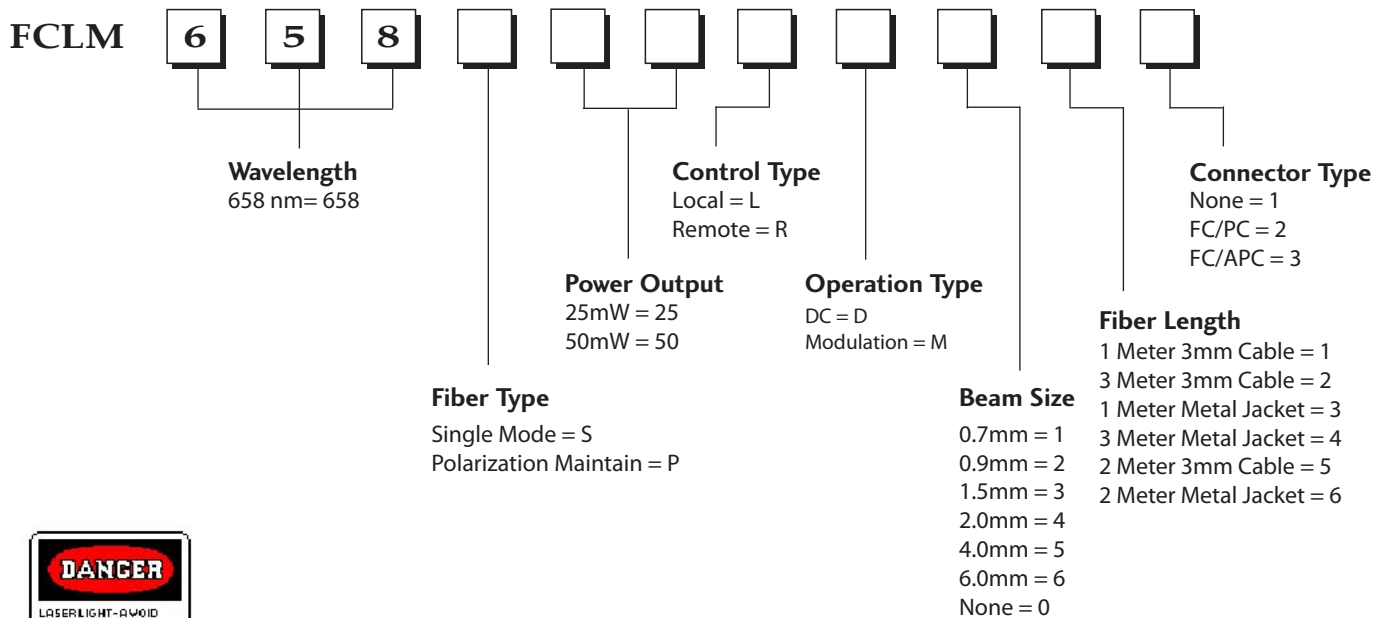 FCLM 6 5 8
Wavelength
658 nm= 658
Control Type
Local = L
Remote = R
Connector Type
None = 1
FC/PC = 2
FC/APC = 3
Power Output
25mW = 25
50mW = 50
Operation Type
DC = D
Modulation = M
Fiber Length
1 Meter 3mm Cable = 1
3 Meter 3mm Cable = 2
1 Meter Metal Jacket = 3
3 Meter Metal Jacket = 4
2 Meter 3mm Cable = 5
2 Meter Metal Jacket = 6
Fiber Type
Single Mode = S
Polarization Maintain = P
Beam Size
0.7mm = 1
0.9mm = 2
1.5mm = 3
2.0mm = 4
4.0mm = 5
6.0mm = 6
None = 0
DANGER
LASERLIGHT-AVOID